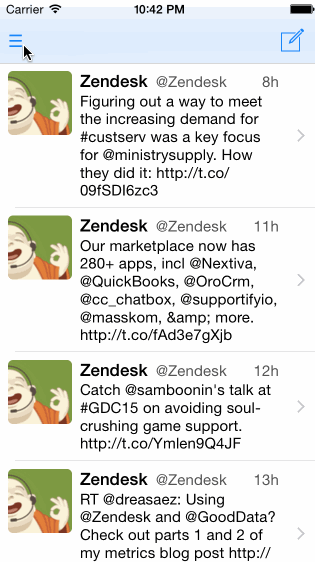 Carrier 10:42 PM
Zendesk @Zendesk 8h
Figuring out a way to meet
the increasing demand for
#custserv was a key focus
for @ministrysupply. How
they did it: http://t.co/
09fSDI6zc3
Zendesk @Zendesk 11h
Our marketplace now has
280+ apps, incl @Nextiva,
@QuickBooks, @OroCrm,
@cc_chatbox, @supportifyio,
@masskom, &amp; more.
http://t.co/fAd3e7gXjb
Zendesk @Zendesk 12h
Catch @samboonin's talk at
#GDC15 on avoiding soul-
crushing game support.
http://t.co/Ymlen9Q4JF
Zendesk @Zendesk 13h
RT @dreasaez: Using
@Zendesk and @GoodData?
Check out parts 1 and 2 of
my metrics blog post http://